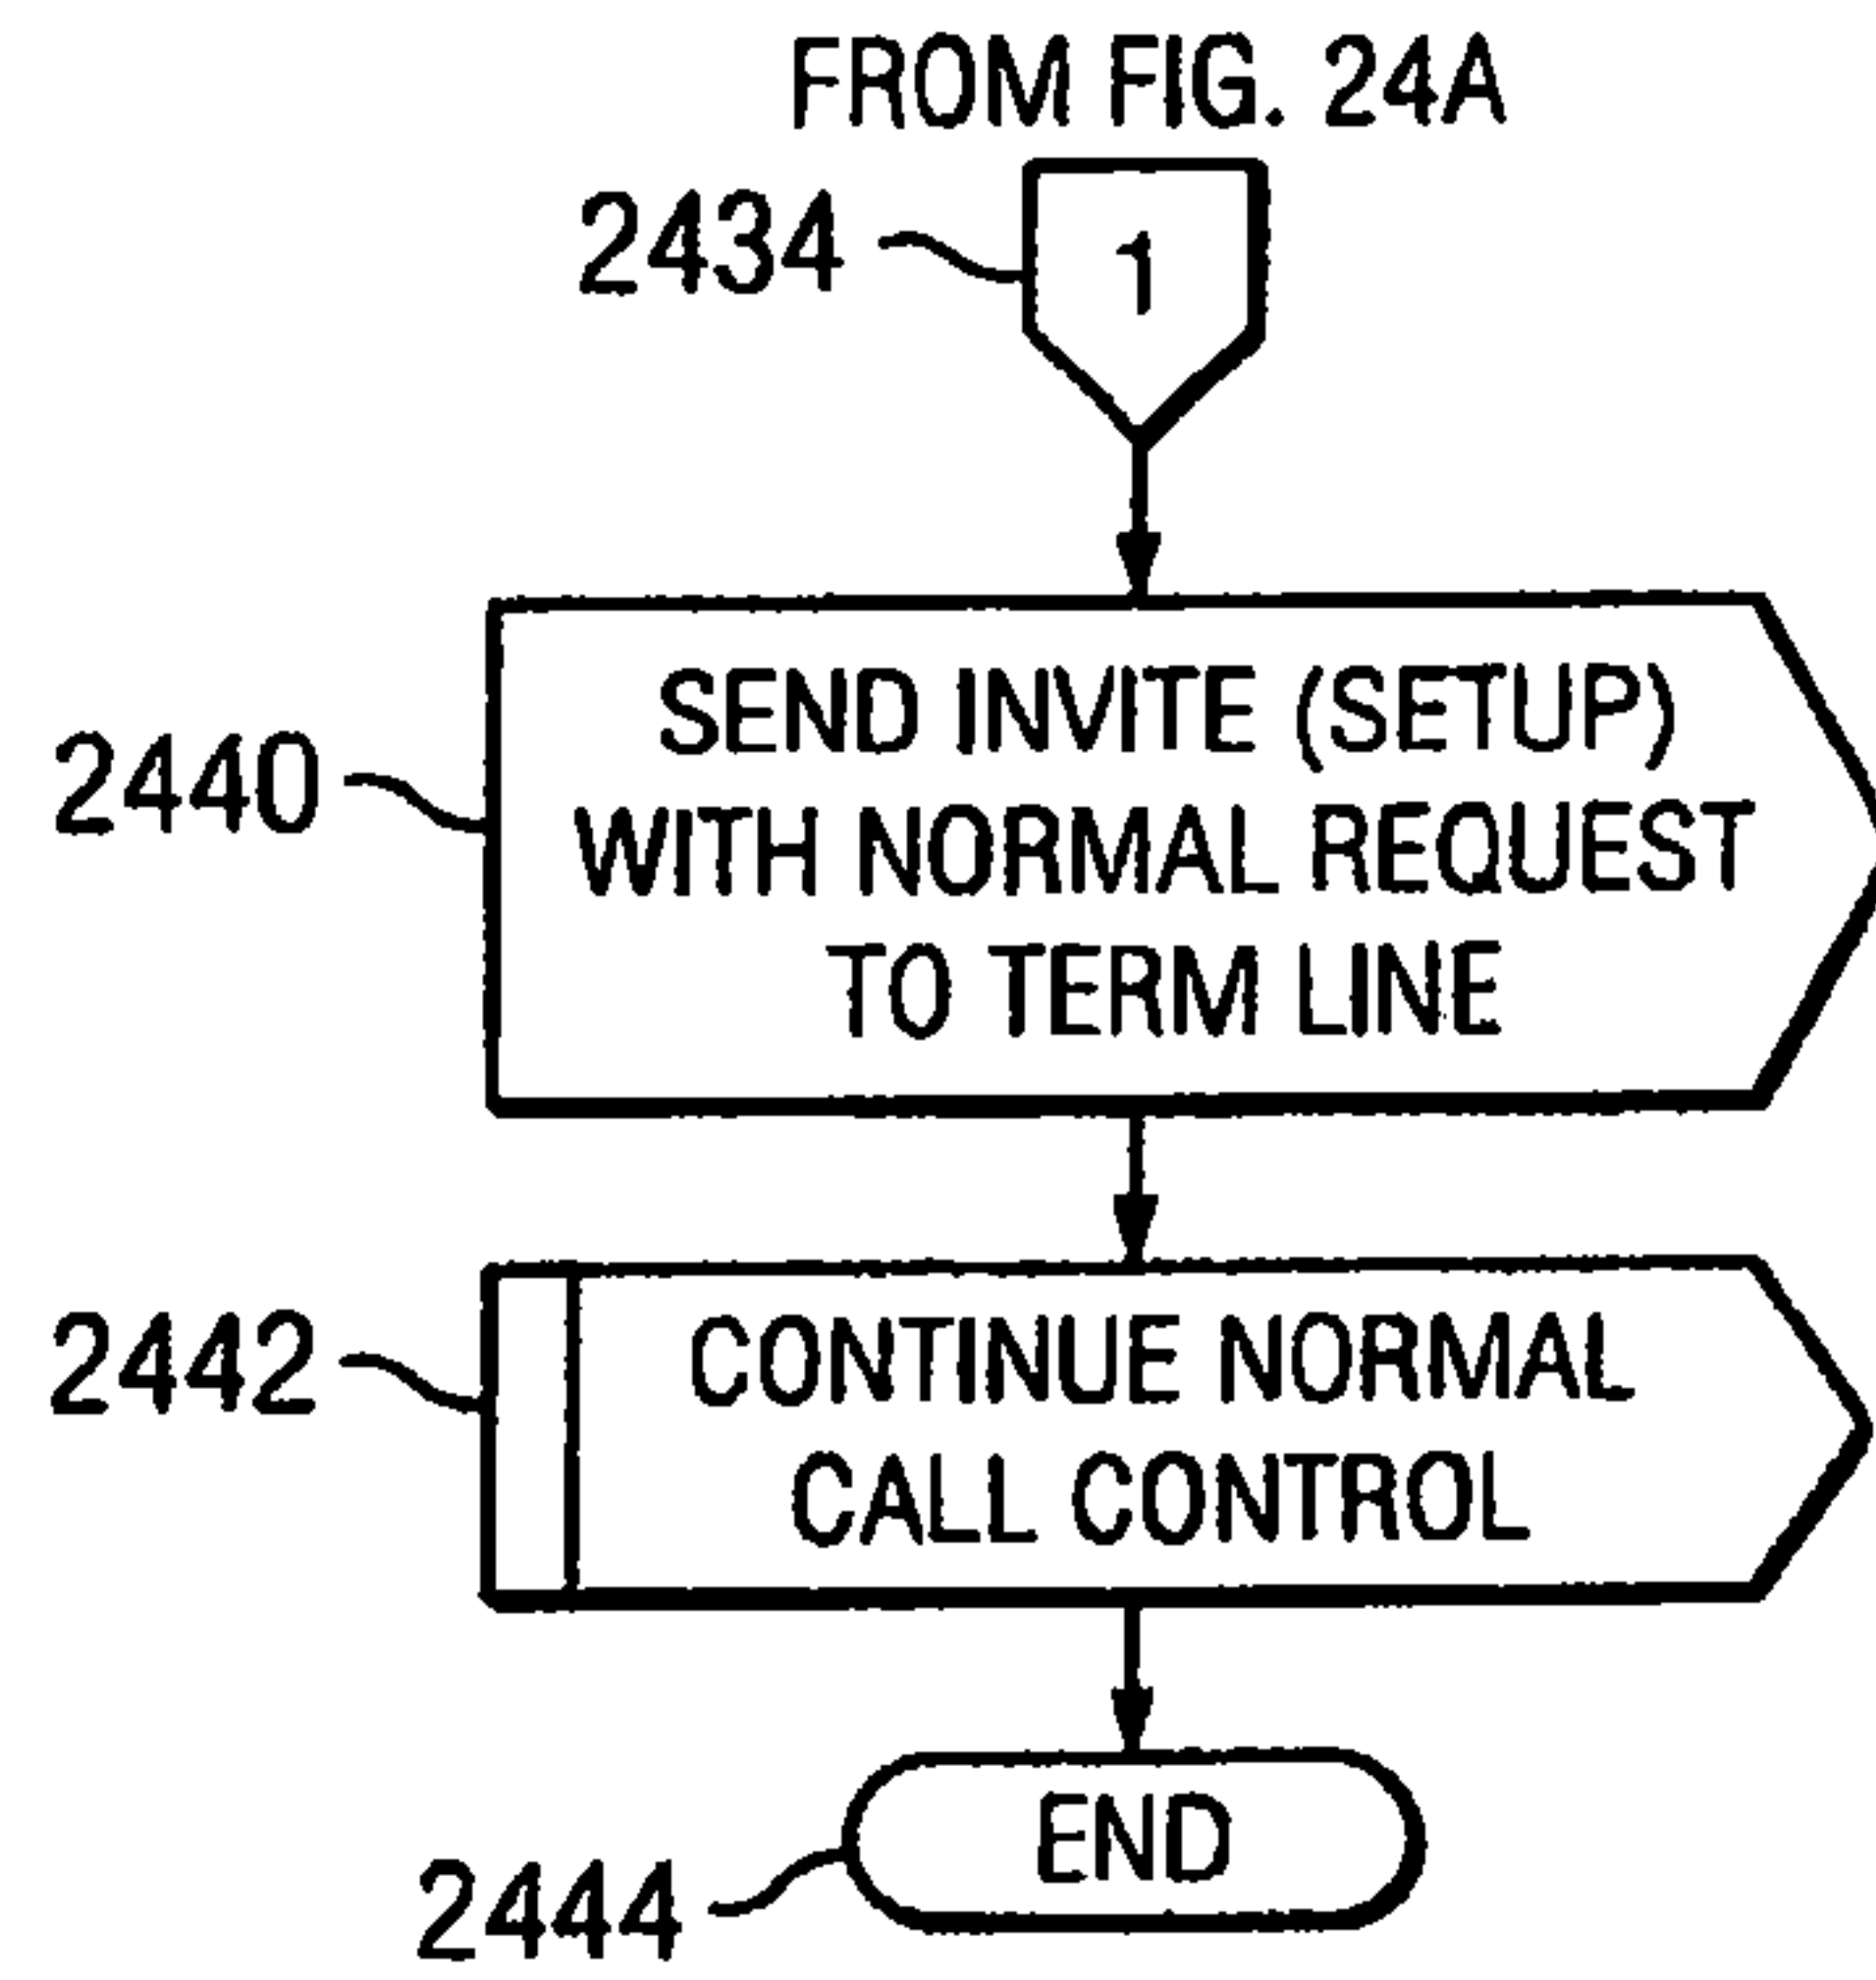 FROM FIG. 24A
2434
1
SEND INVITE (SETUP)
2440
WITH NORMAL REQUEST
TO TERM LINE
2442
CONTINUE NORMAL
CALL CONTROL
END
2444